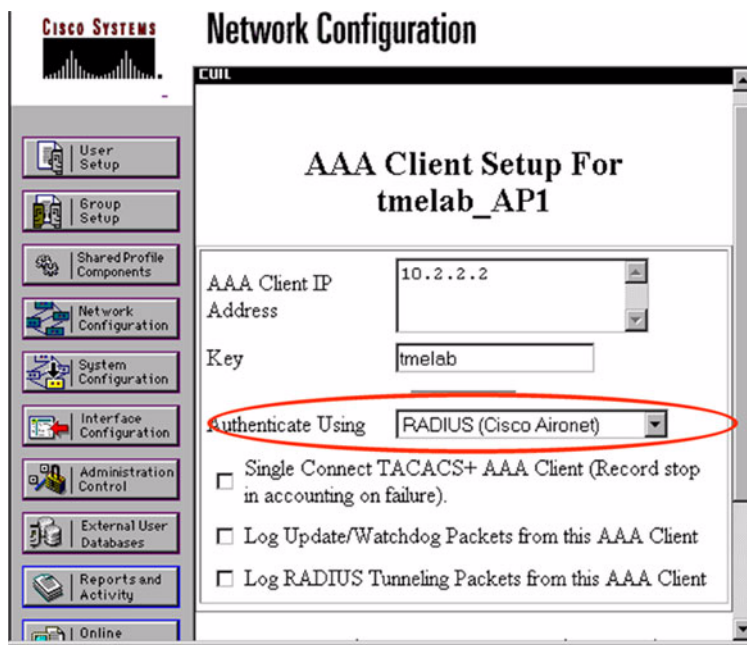 CISCO SYSTEMS
Network Configuration
User
Setup
Group
Setup
Shared Profile
Components
Network
Configuration
System
Configuration
Interface
Configuration
Administration
Control
External User
Databases
Reports and
Activity
Online
AAA Client Setup For
tmelab_AP1
AAA Client IP
Address
10.2.2.2
Key
tmelab
Authenticate Using
RADIUS (Cisco Aironet)
Single Connect TACACS+ AAA Client (Record stop
in accounting on failure).
Log Update/Watchdog Packets from this AAA Client
Log RADIUS Tunneling Packets from this AAA Client